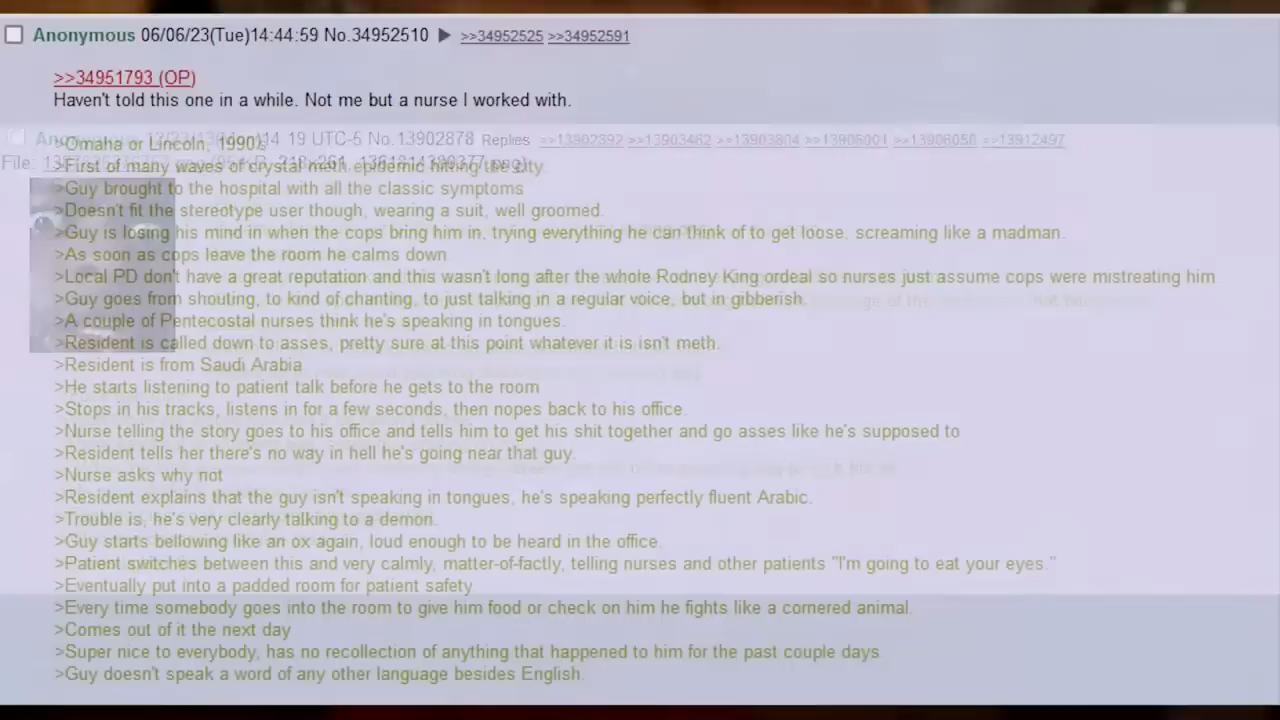 Anonymous 06/06/23(Tue)14:44:59 No.34952510 ▶ >>34952525 >>34952591
>>34951793 (OP)
Haven't told this one in a while. Not me but a nurse I worked with.
14 19 UTC-5 No.13902878 Replies >>13902392 >>13903462 >>13903804 >>13906001 >>13906058 >>13912497
>Omaha or Lincoln, 1990s
File:
>First of many waves of crystal meth epidemic hitting the city.
>Guy brought to the hospital with all the classic symptoms
>Doesn't fit the stereotype user though, wearing a suit, well groomed.
>Guy is losing his mind in when the cops bring him in, trying everything he can think of to get loose, screaming like a madman.
>As soon as cops leave the room he calms down
>Local PD don't have a great reputation and this wasn't long after the whole Rodney King ordeal so nurses just assume cops were mistreating him
>Guy goes from shouting, to kind of chanting, to just talking in a regular voice, but in gibberish.
>A couple of Pentecostal nurses think he's speaking in tongues.
>Resident is called down to asses, pretty sure at this point whatever it is isn't meth.
>Resident is from Saudi Arabia
>He starts listening to patient talk before he gets to the room
>Stops in his tracks, listens in for a few seconds, then nopes back to his office.
>Nurse telling the story goes to his office and tells him to get his shit together and go asses like he's supposed to
>Resident tells her there's no way in hell he's going near that guy.
>Nurse asks why not
>Resident explains that the guy isn't speaking in tongues, he's speaking perfectly fluent Arabic.
>Trouble is, he's very clearly talking to a demon.
>Guy starts bellowing like an ox again, loud enough to be heard in the office.
>Patient switches between this and very calmly, matter-of-factly, telling nurses and other patients "I'm going to eat your eyes."
>Eventually put into a padded room for patient safety
>Every time somebody goes into the room to give him food or check on him he fights like a cornered animal.
>Comes out of it the next day
>Super nice to everybody, has no recollection of anything that happened to him for the past couple days
>Guy doesn't speak a word of any other language besides English.